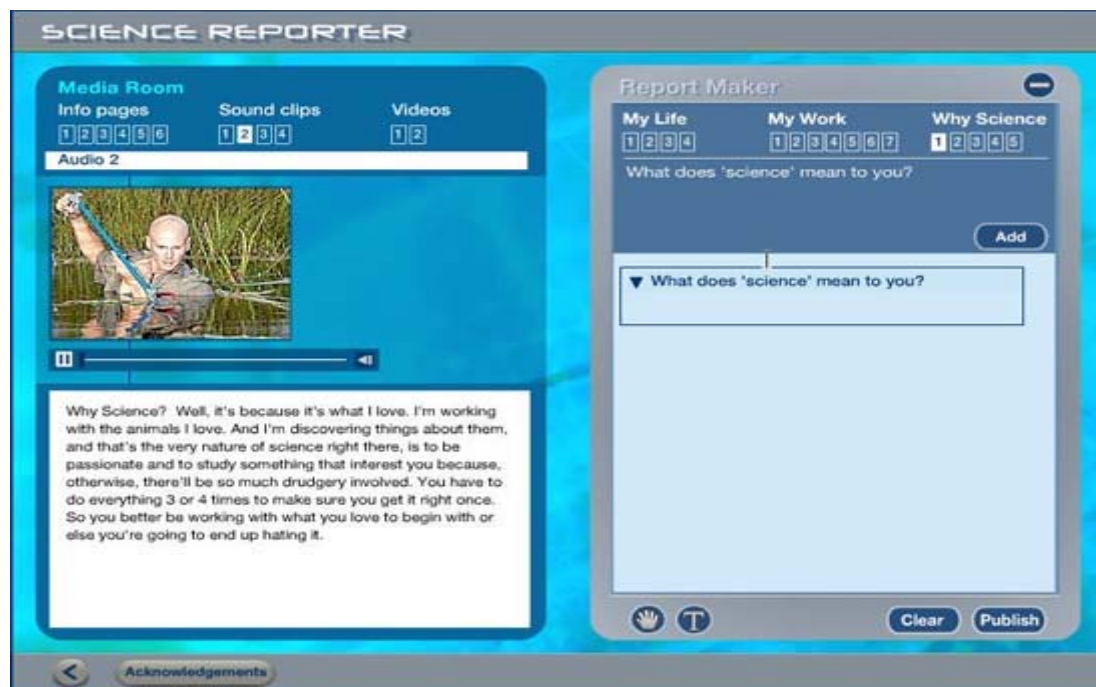 SCIENCE REPORTER
Media Room
Info pages Sound clips Videos
1 2 3 4 5 6 1 2 3 4 1 2
Audio 2
Why Science? Well, it's because it's what I love. I'm working
with the animals I love. And I'm discovering things about them,
and that's the very nature of science right there, is to be
passionate and to study something that interest you because,
otherwise, there'll be so much drudgery involved. You have to
do everything 3 or 4 times to make sure you get it right once.
So you better be working with what you love to begin with or
else you're going to end up hating it.
Report Maker
My Life My Work Why Science
1 2 3 4 1 2 3 4 5 6 7 1 2 3 4 5
What does 'science' mean to you?
Add
What does 'science' mean to you?
T
Clear Publish
Acknowledgements